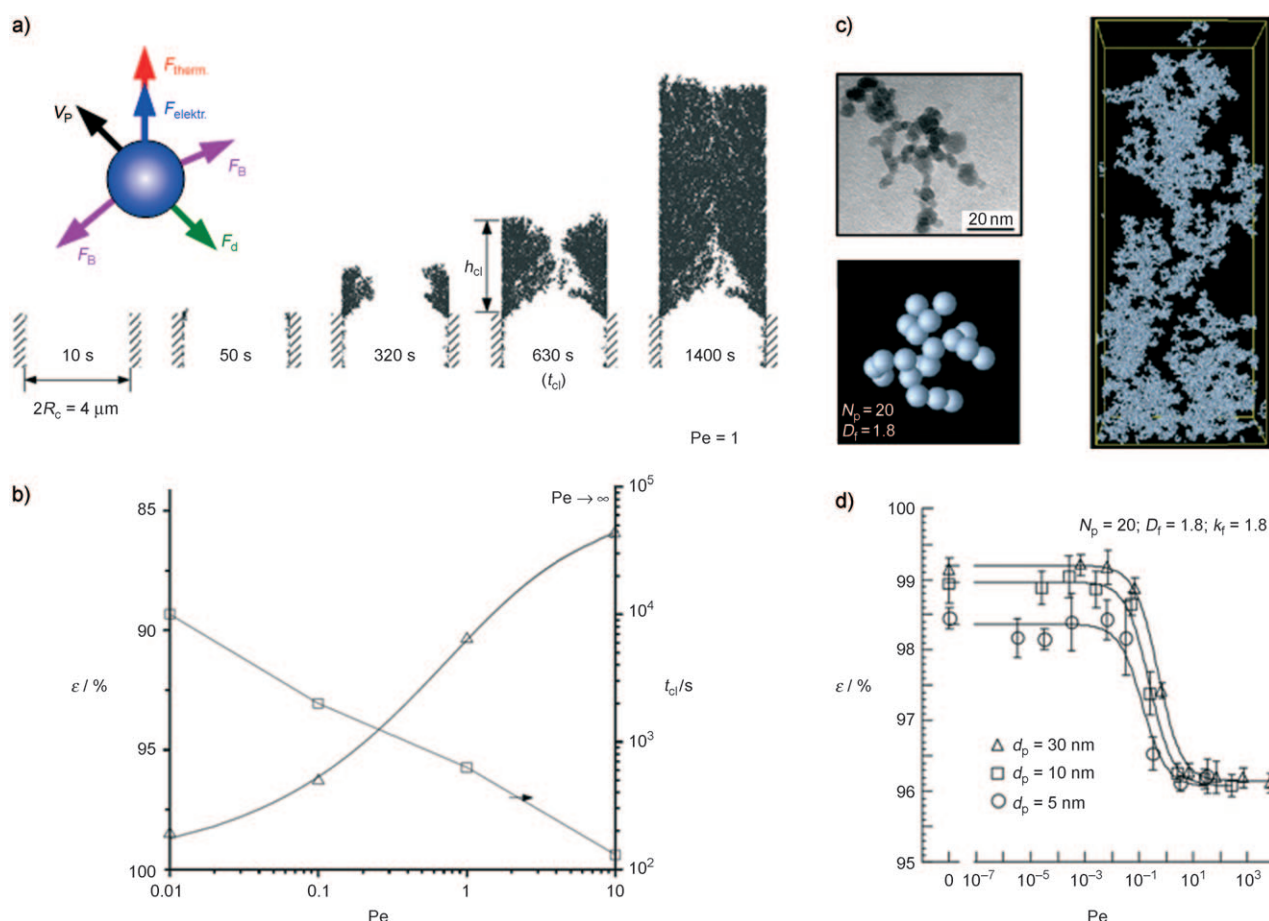 a)
F_therm.
F_elektr.
V_P
F_B
F_B
F_d
h_cl
10 s
50 s
320 s
630 s
1400 s
(t_cl)
2R_c = 4 μm
Pe = 1
b)
Pe → ∞
85
90
95
100
ε / %
10^5
10^4
10^3
10^2
t_cl/s
0.01
0.1
1
10
Pe
c)
20 nm
N_p = 20
D_f = 1.8
d)
N_p = 20; D_f = 1.8; k_f = 1.8
100
99
98
97
96
95
ε / %
d_p = 30 nm
d_p = 10 nm
d_p = 5 nm
0 10^-7 10^-5 10^-3 10^-1 10^1 10^3
Pe